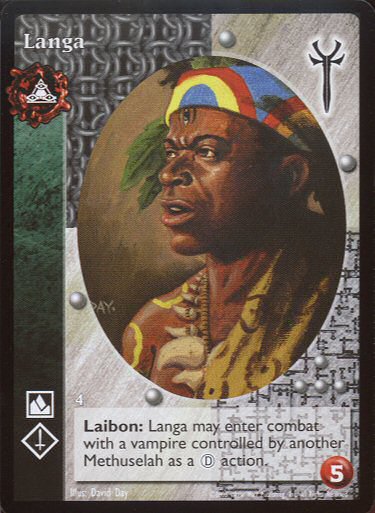 Langa
DAY.
4
Laibon: Langa may enter combat
with a vampire controlled by another
Methuselah as a Ⓓ action.
5
Illus: David Day